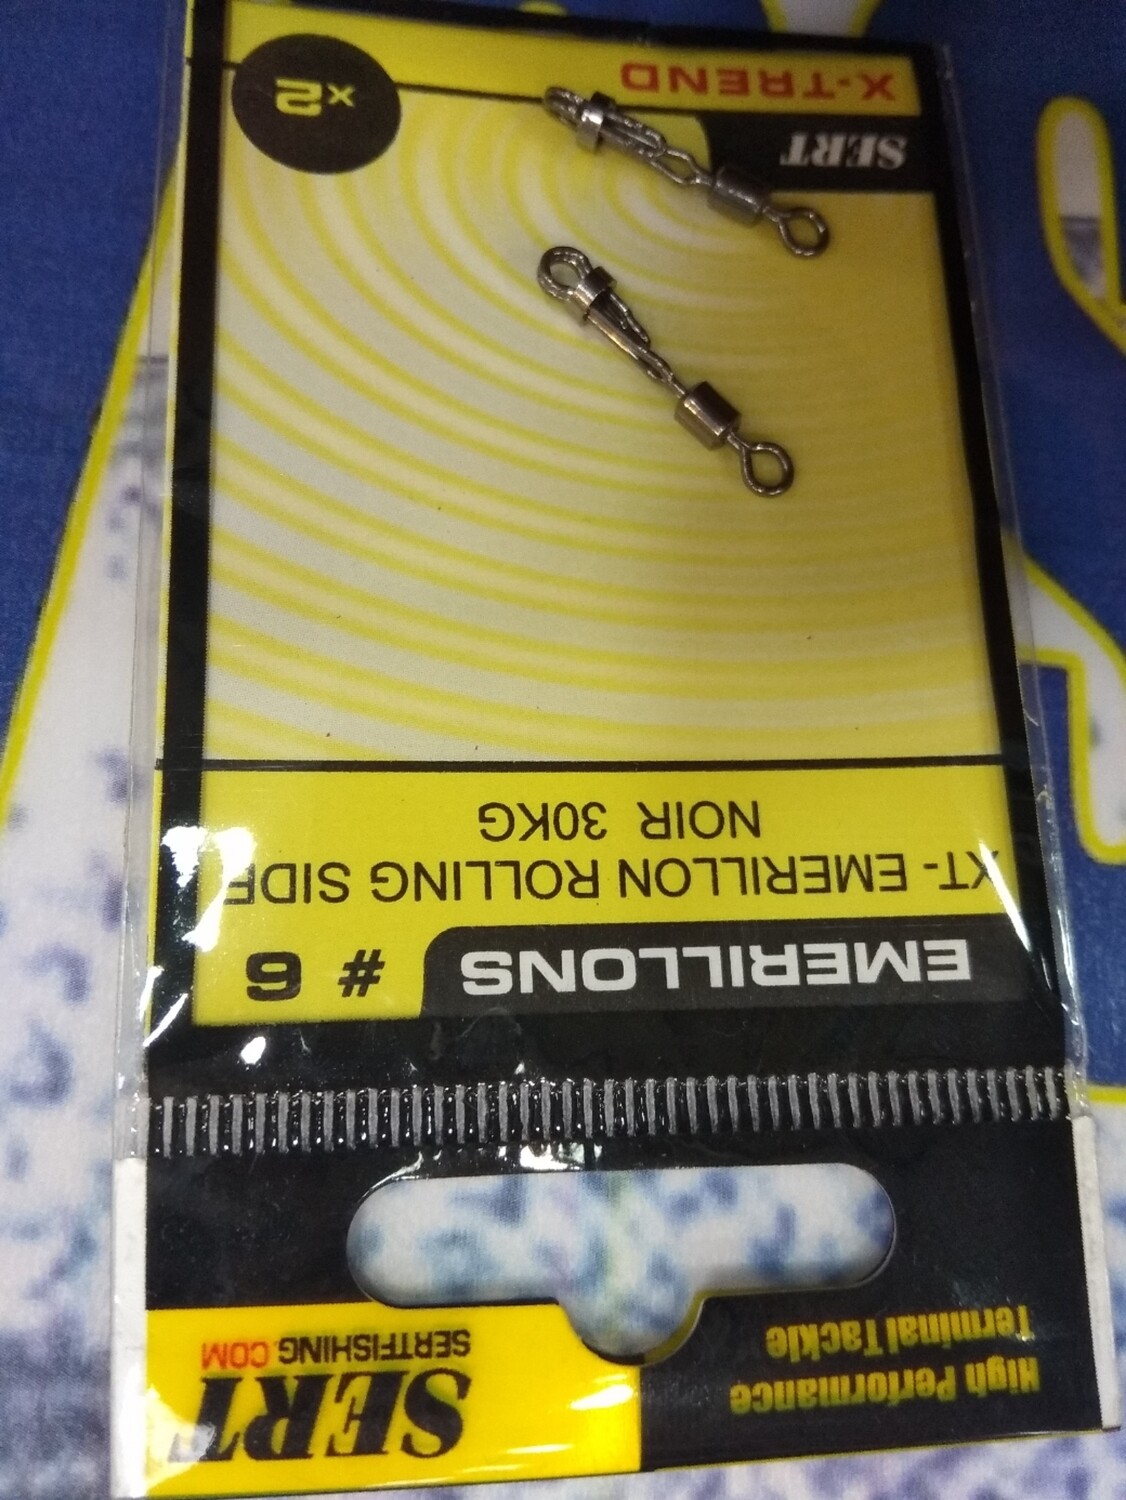 SERT
SERTFISHING.COM
High Performance
Terminal Tackle
EMERILLONS
# 6
XT- EMERILLON ROLLING SIDE
NOIR 30KG
SERT
X-TREND
x2